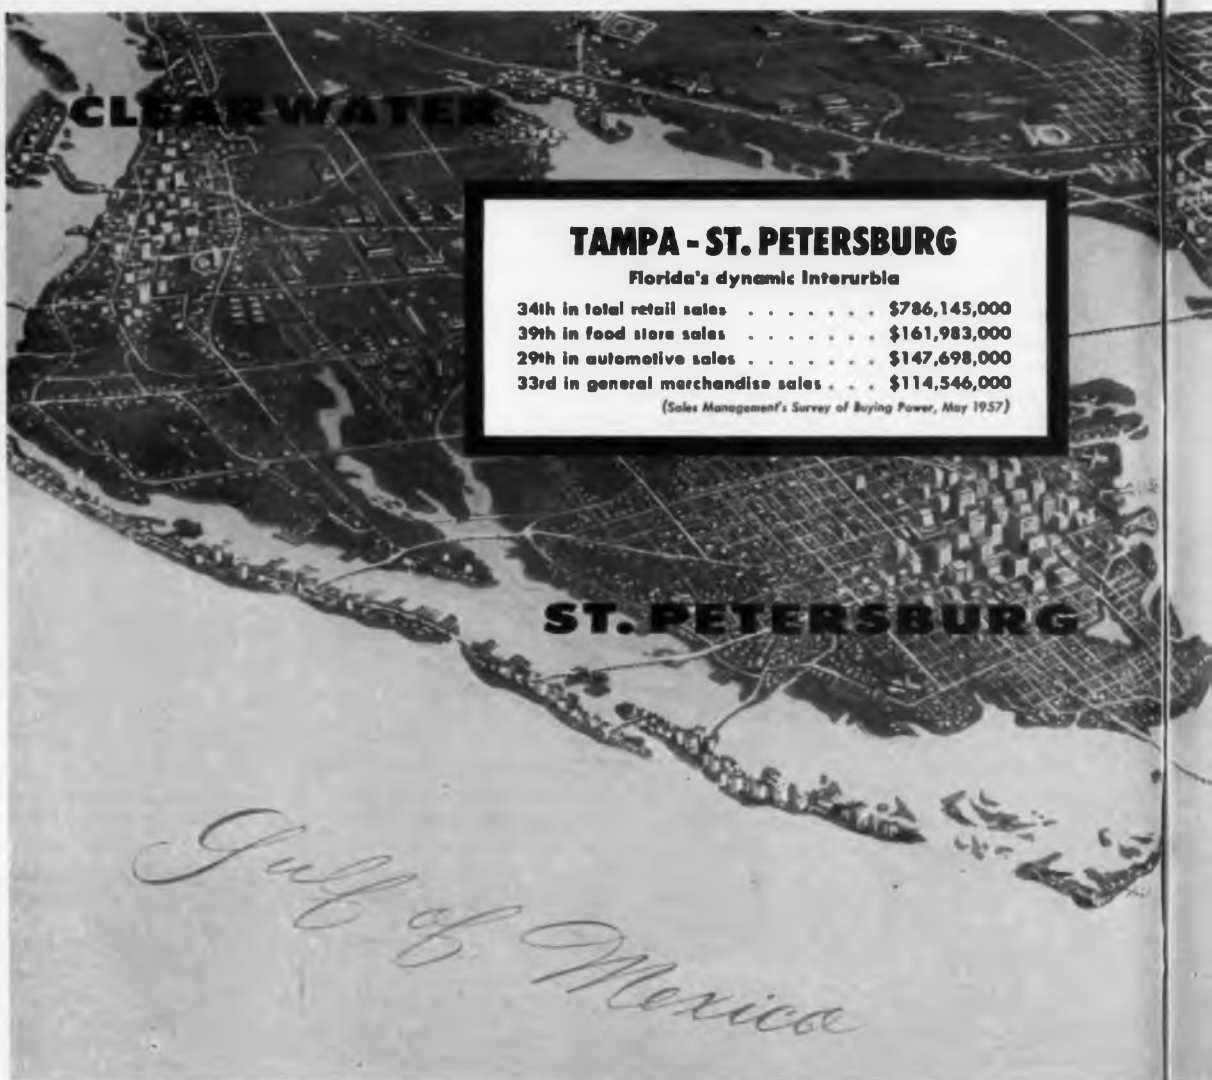 CLEARWATER
TAMPA - ST. PETERSBURG
Florida's dynamic Interurbia
34th in total retail sales . . . . . . . $786,145,000
39th in food store sales . . . . . . . $161,983,000
29th in automotive sales . . . . . . . $147,698,000
33rd in general merchandise sales . . . $114,546,000
(Sales Management's Survey of Buying Power, May 1957)
ST. PETERSBURG
Gulf of Mexico